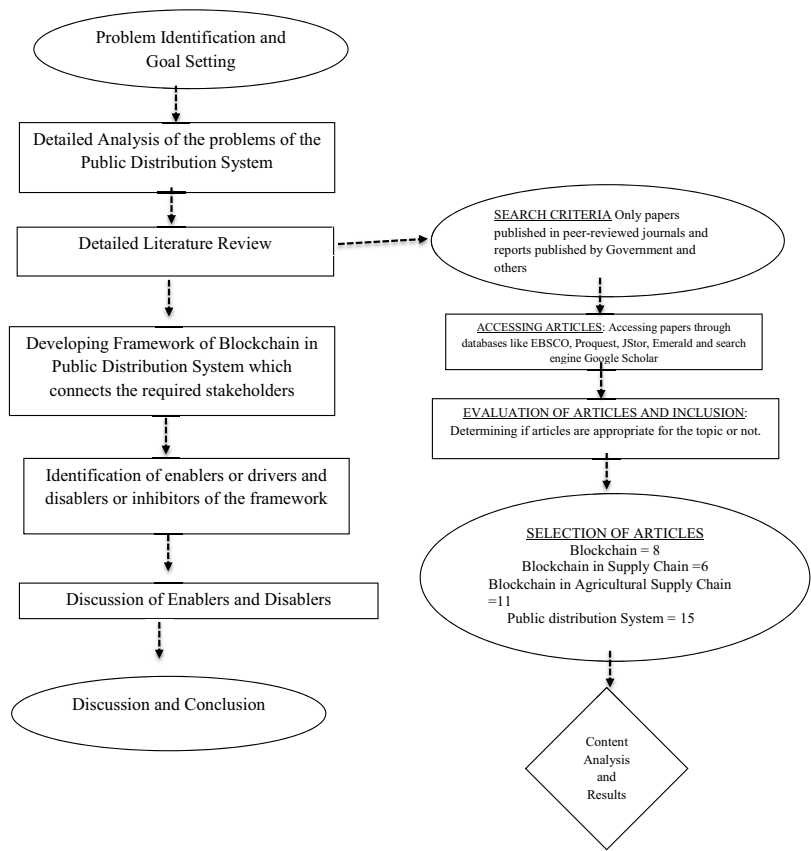 Problem Identification and
Goal Setting
Detailed Analysis of the problems of the
Public Distribution System
Detailed Literature Review
Developing Framework of Blockchain in
Public Distribution System which
connects the required stakeholders
Identification of enablers or drivers and
disablers or inhibitors of the framework
Discussion of Enablers and Disablers
Discussion and Conclusion
SEARCH CRITERIA Only papers
published in peer-reviewed journals and
reports published by Government and
others
ACCESSING ARTICLES: Accessing papers through
databases like EBSCO, Proquest, JStor, Emerald and search
engine Google Scholar
EVALUATION OF ARTICLES AND INCLUSION:
Determining if articles are appropriate for the topic or not.
SELECTION OF ARTICLES
Blockchain = 8
Blockchain in Supply Chain =6
Blockchain in Agricultural Supply Chain
=11
Public distribution System = 15
Content
Analysis
and
Results